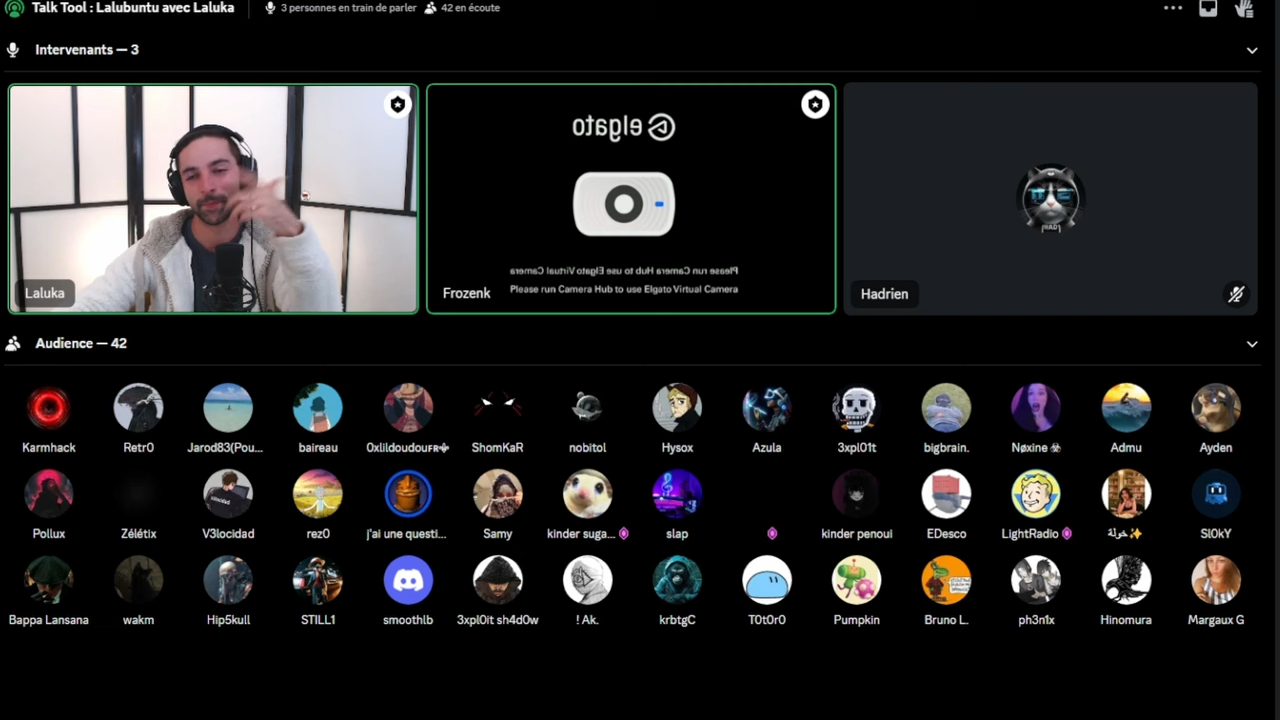 Talk Tool : Lalubuntu avec Laluka
3 personnes en train de parler
42 en écoute
Intervenants — 3
elgato
Please run Camera Hub to use Elgato Virtual Camera
Please run Camera Hub to use Elgato Virtual Camera
Laluka
Frozenk
Hadrien
Audience — 42
Karmhack
Retr0
Jarod83(Pou...
baireau
0xlildoudouFR
ShomKaR
nobitol
Hysox
Azula
3xpl01t
bigbrain.
Nøxine ☣
Admu
Ayden
Pollux
Zélétix
V3locidad
rez0
j'ai une questi...
Samy
kinder suga...
slap
kinder penoui
EDesco
LightRadio
خولة✨
Sl0kY
Bappa Lansana
wakm
Hip5kull
STILL1
smoothlb
3xpl0it sh4d0w
! Ak.
krbtgC
T0t0r0
Pumpkin
Bruno L.
ph3n1x
Hinomura
Margaux G